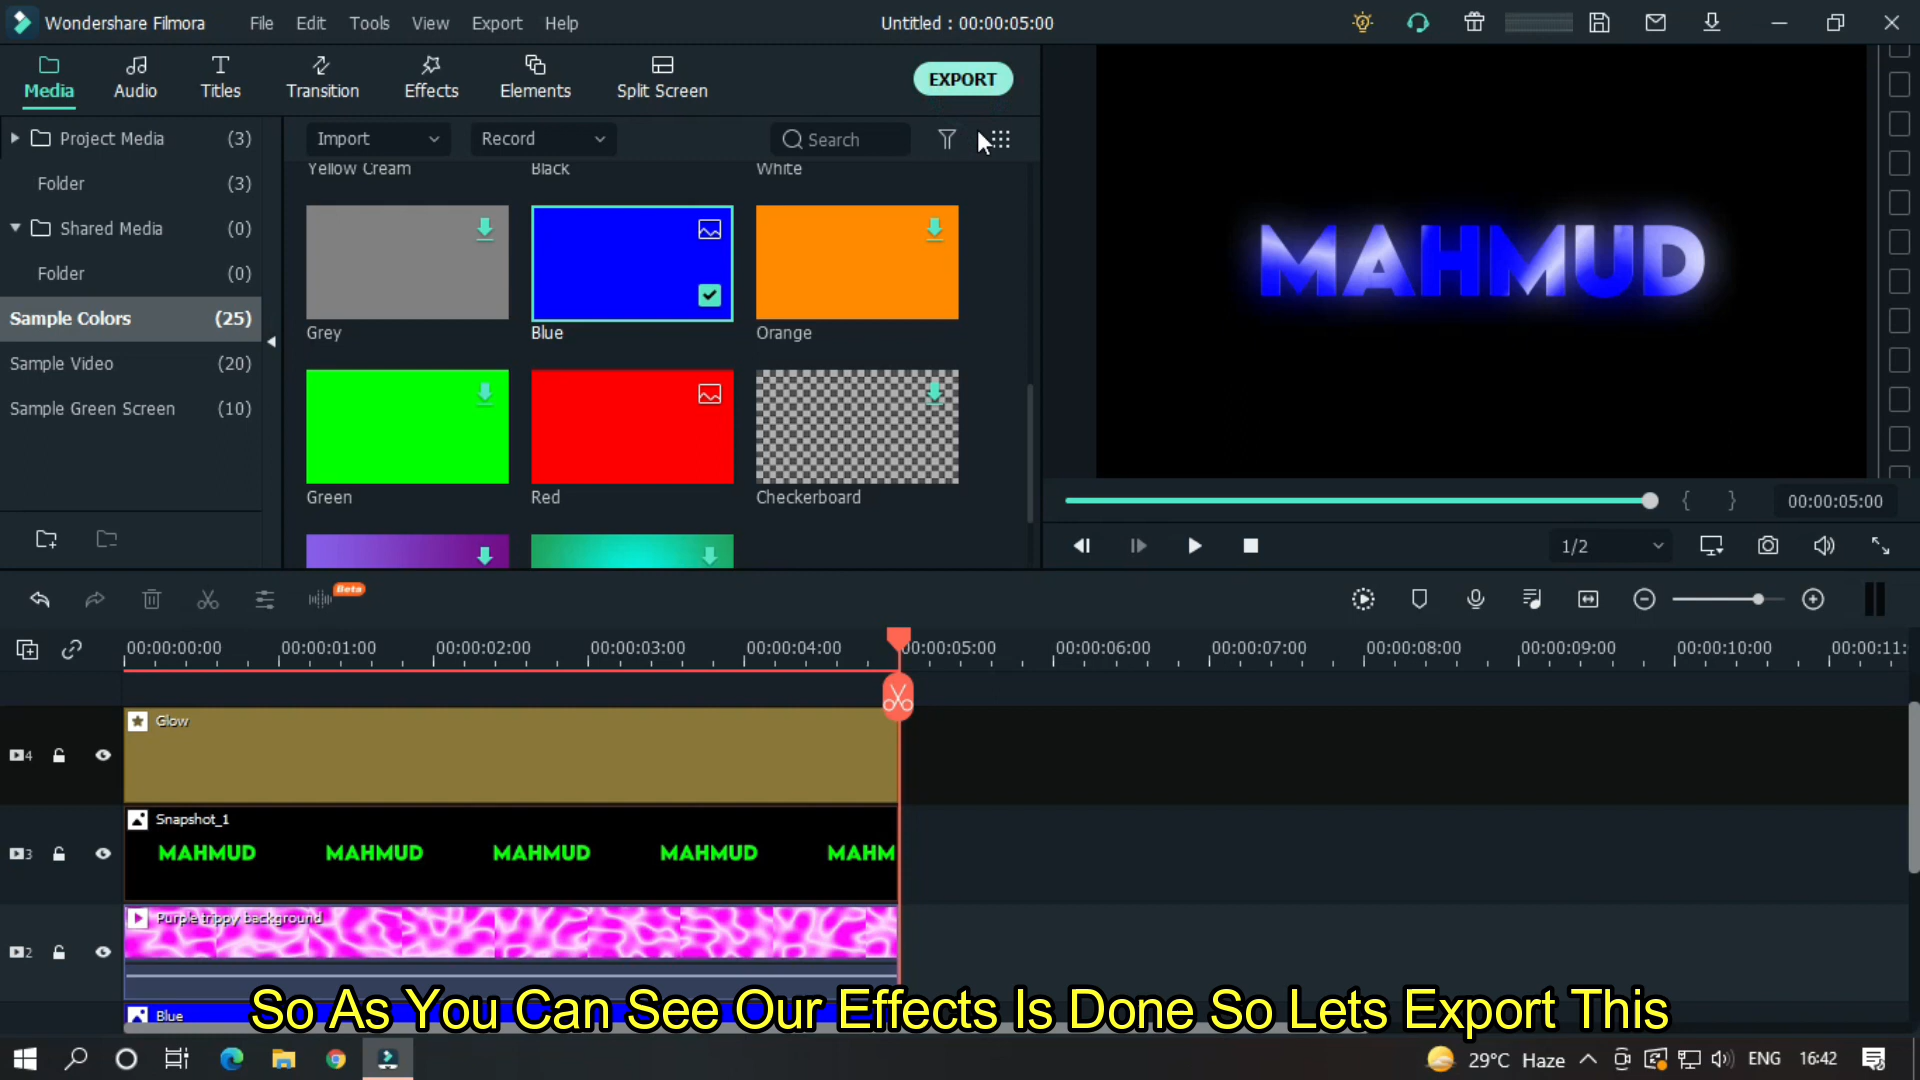 Wondershare Filmora File Edit Tools View Export Help Untitled : 00:00:05:00
Media Audio Titles Transition Effects Elements Split Screen EXPORT
Project Media (3)
Folder (3)
Shared Media (0)
Folder (0)
Sample Colors (25)
Sample Video (20)
Sample Green Screen (10)
Import Record Search
Yellow Cream Black White
Grey Blue Orange
Green Red Checkerboard
MAHMUD
{ } 00:00:05:00
1/2
Beta
00:00:00:00 00:00:01:00 00:00:02:00 00:00:03:00 00:00:04:00 00:00:05:00 00:00:06:00 00:00:07:00 00:00:08:00 00:00:09:00 00:00:10:00 00:00:11:
Glow
4
Snapshot_1
3 MAHMUD MAHMUD MAHMUD MAHMUD MAHM
Purple trippy background
2
Blue
So As You Can See Our Effects Is Done So Lets Export This
29°C Haze ENG 16:42